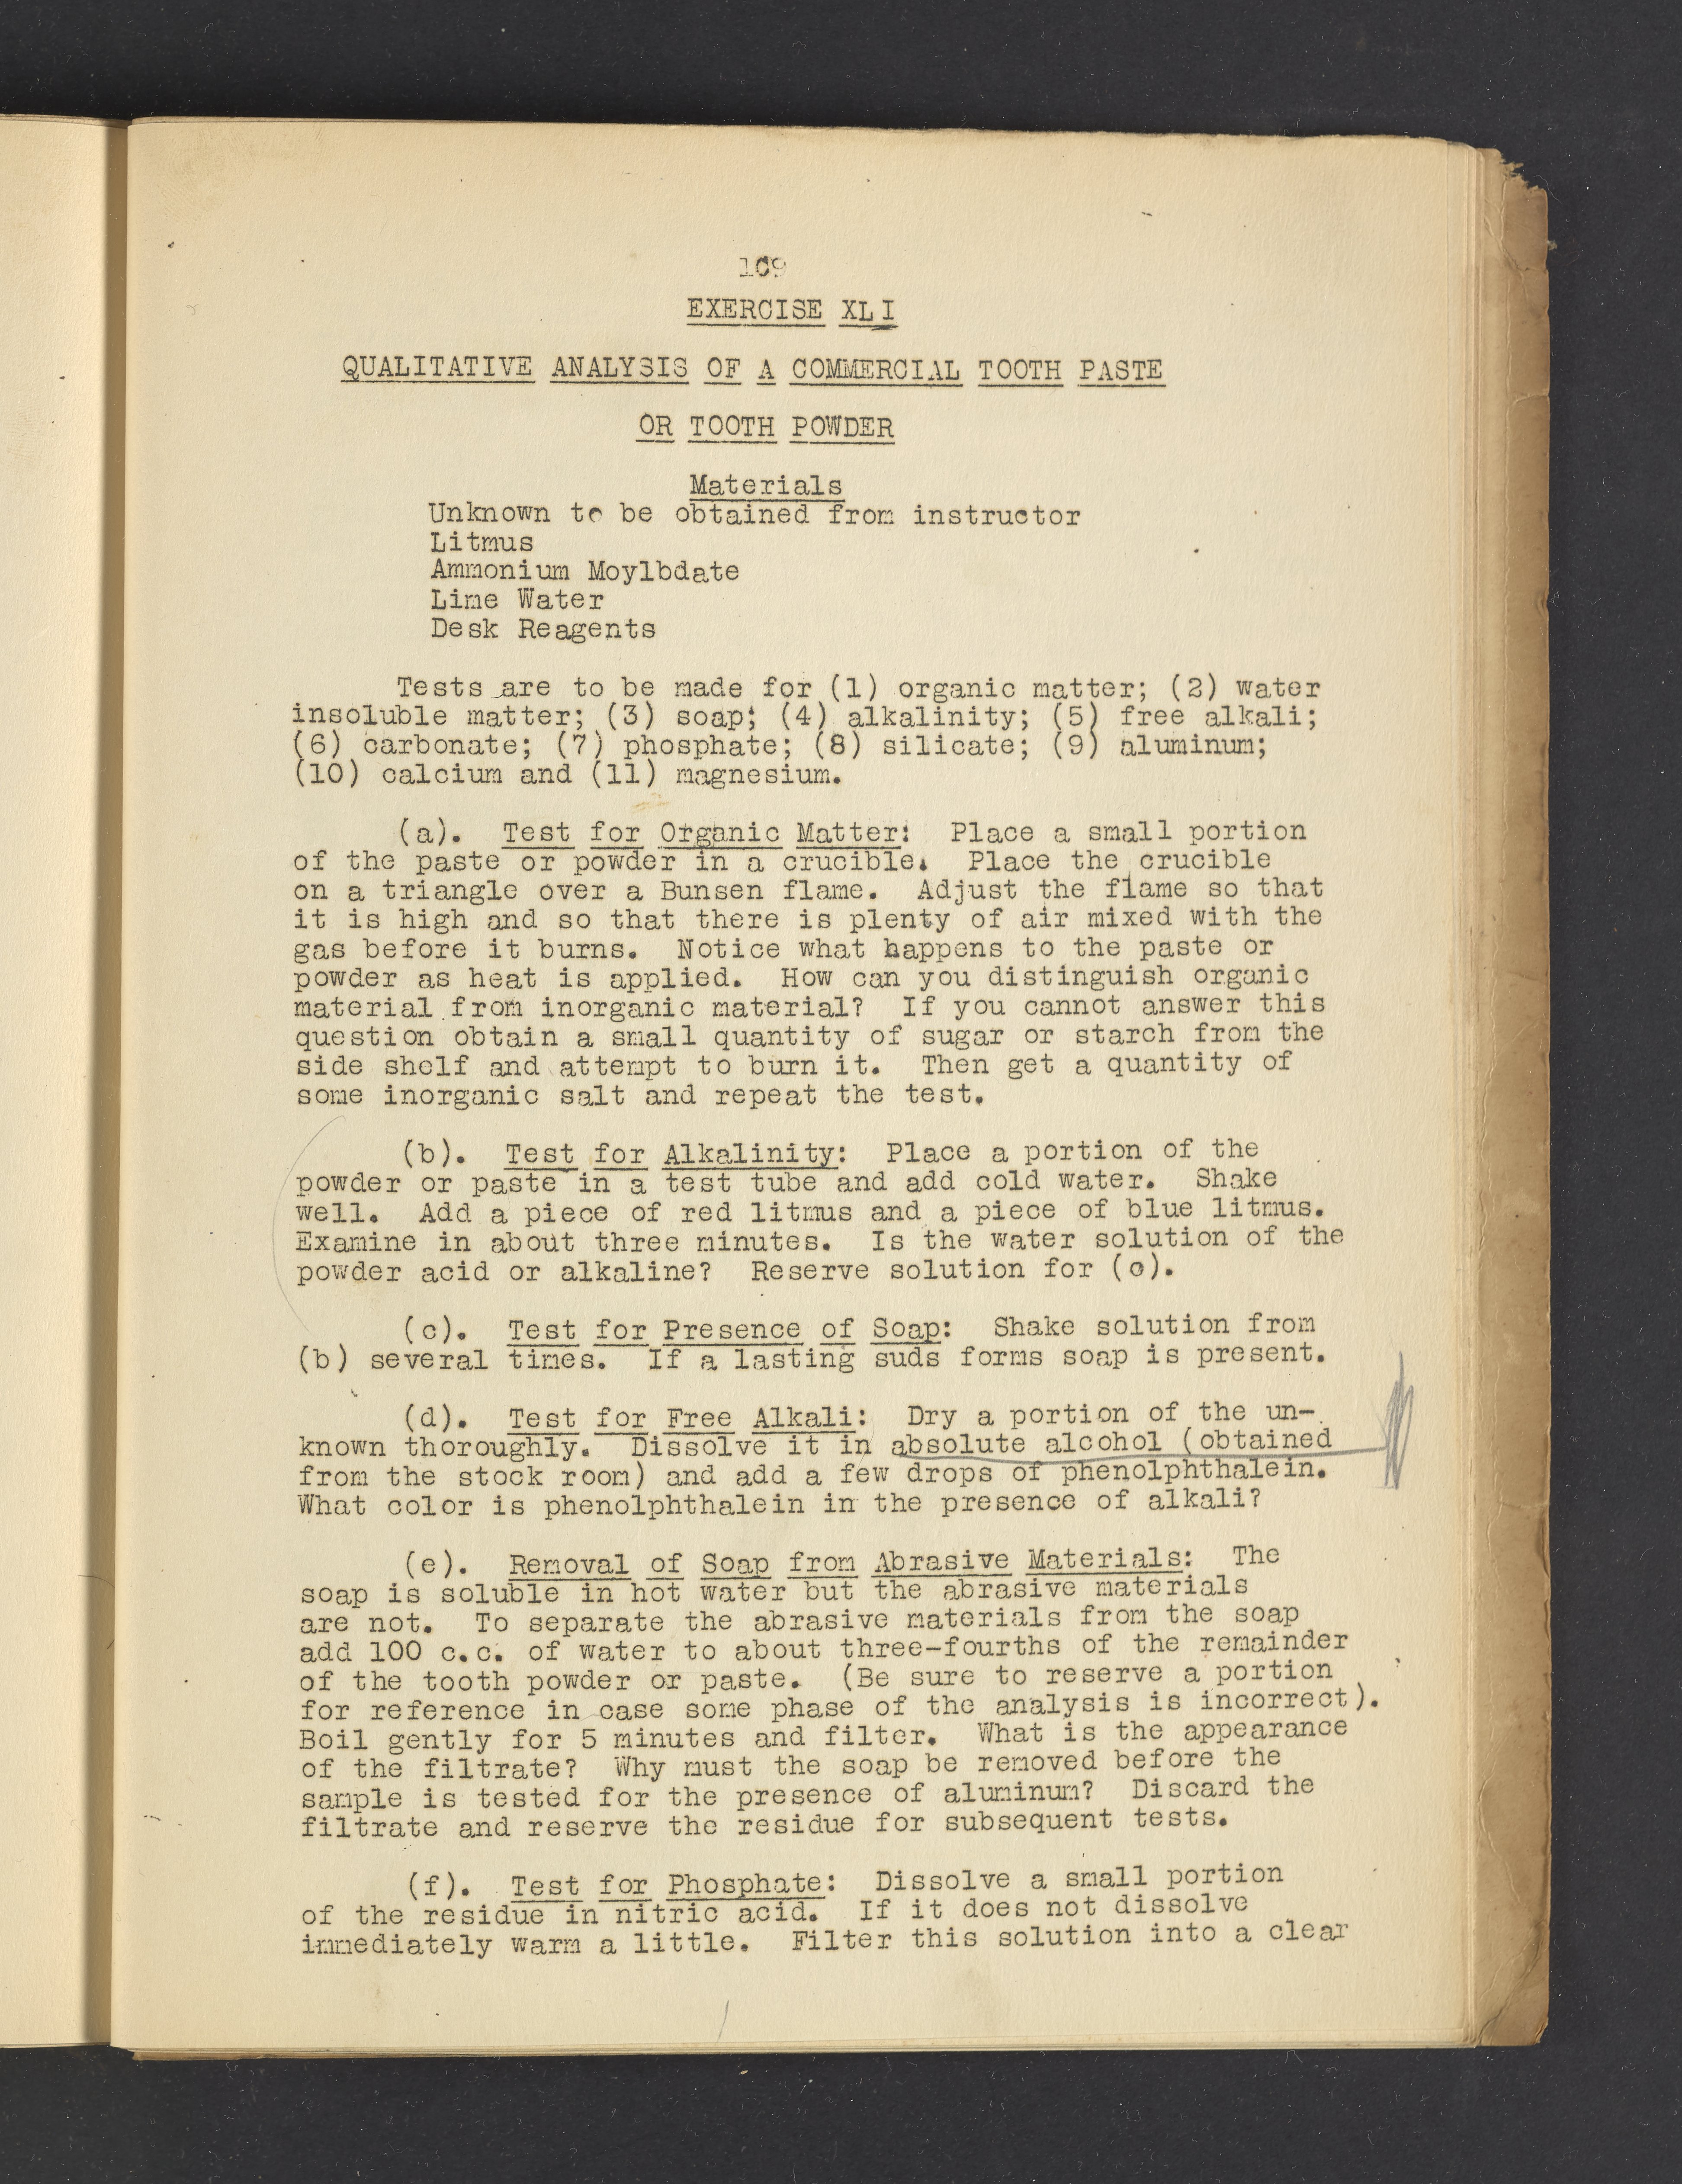 109
EXERCISE XLI
QUALITATIVE ANALYSIS OF A COMMERCIAL TOOTH PASTE
OR TOOTH POWDER
Materials
Unknown to be obtained from instructor
Litmus
Ammonium Moylbdate
Lime Water
Desk Reagents
Tests are to be made for (1) organic matter; (2) water
insoluble matter; (3) soap; (4) alkalinity; (5) free alkali;
(6) carbonate; (7) phosphate; (8) silicate; (9) aluminum;
(10) calcium and (11) magnesium.
(a). Test for Organic Matter: Place a small portion
of the paste or powder in a crucible. Place the crucible
on a triangle over a Bunsen flame. Adjust the flame so that
it is high and so that there is plenty of air mixed with the
gas before it burns. Notice what happens to the paste or
powder as heat is applied. How can you distinguish organic
material from inorganic material? If you cannot answer this
question obtain a small quantity of sugar or starch from the
side shelf and attempt to burn it. Then get a quantity of
some inorganic salt and repeat the test.
(b). Test for Alkalinity: Place a portion of the
powder or paste in a test tube and add cold water. Shake
well. Add a piece of red litmus and a piece of blue litmus.
Examine in about three minutes. Is the water solution of the
powder acid or alkaline? Reserve solution for (c).
(c). Test for Presence of Soap: Shake solution from
(b) several times. If a lasting suds forms soap is present.
(d). Test for Free Alkali: Dry a portion of the un-
known thoroughly. Dissolve it in absolute alcohol (obtained
from the stock room) and add a few drops of phenolphthalein.
What color is phenolphthalein in the presence of alkali?
(e). Removal of Soap from Abrasive Materials: The
soap is soluble in hot water but the abrasive materials
are not. To separate the abrasive materials from the soap
add 100 c.c. of water to about three-fourths of the remainder
of the tooth powder or paste. (Be sure to reserve a portion
for reference in case some phase of the analysis is incorrect).
Boil gently for 5 minutes and filter. What is the appearance
of the filtrate? Why must the soap be removed before the
sample is tested for the presence of aluminum? Discard the
filtrate and reserve the residue for subsequent tests.
(f). Test for Phosphate: Dissolve a small portion
of the residue in nitric acid. If it does not dissolve
immediately warm a little. Filter this solution into a clear